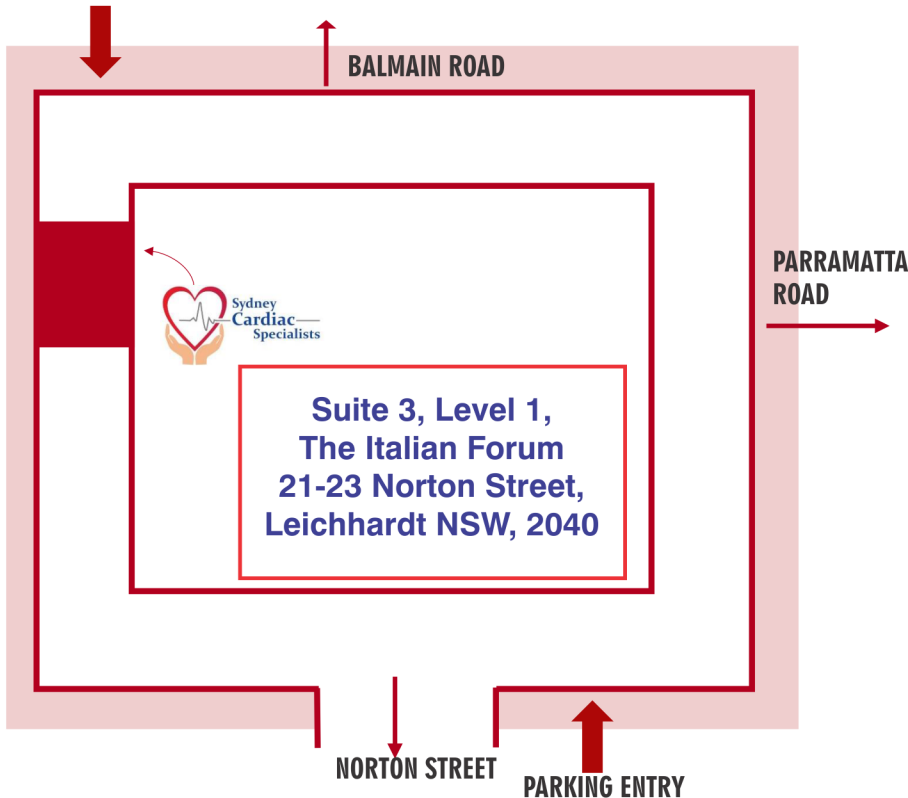 BALMAIN ROAD
PARRAMATTA
ROAD
Sydney
Cardiac
Specialists
Suite 3, Level 1,
The Italian Forum
21-23 Norton Street,
Leichhardt NSW, 2040
NORTON STREET
PARKING ENTRY